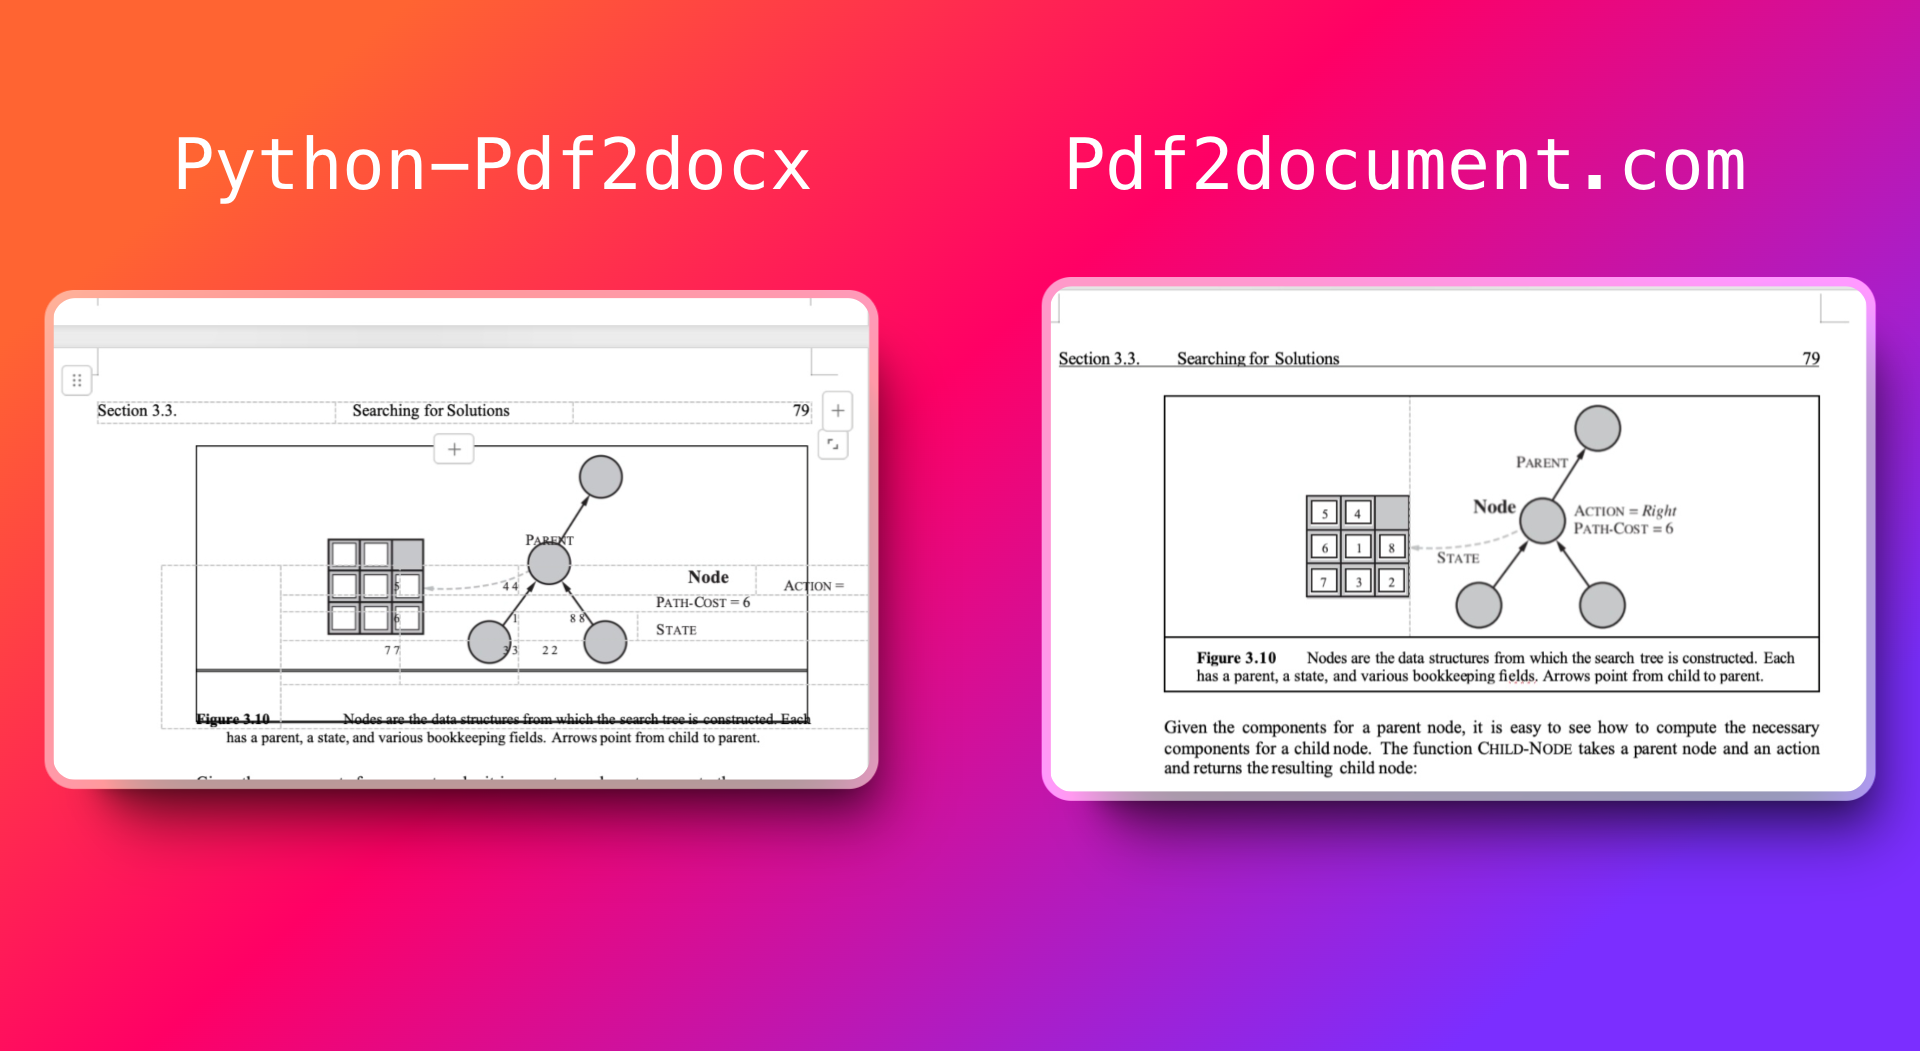 Python-Pdf2docx
Section 3.3. Searching for Solutions 79
PARENT
5 4 4 Node ACTION =
PATH-COST = 6
6 1 8 8
STATE
7 7 3 3 2 2
Figure 3.10 Nodes are the data structures from which the search tree is constructed. Each
has a parent, a state, and various bookkeeping fields. Arrows point from child to parent.
Pdf2document.com
Section 3.3. Searching for Solutions 79
PARENT
Node ACTION = Right
PATH-COST = 6
5 4
6 1 8
STATE
7 3 2
Figure 3.10 Nodes are the data structures from which the search tree is constructed. Each
has a parent, a state, and various bookkeeping fields. Arrows point from child to parent.
Given the components for a parent node, it is easy to see how to compute the necessary
components for a child node. The function CHILD-NODE takes a parent node and an action
and returns the resulting child node: